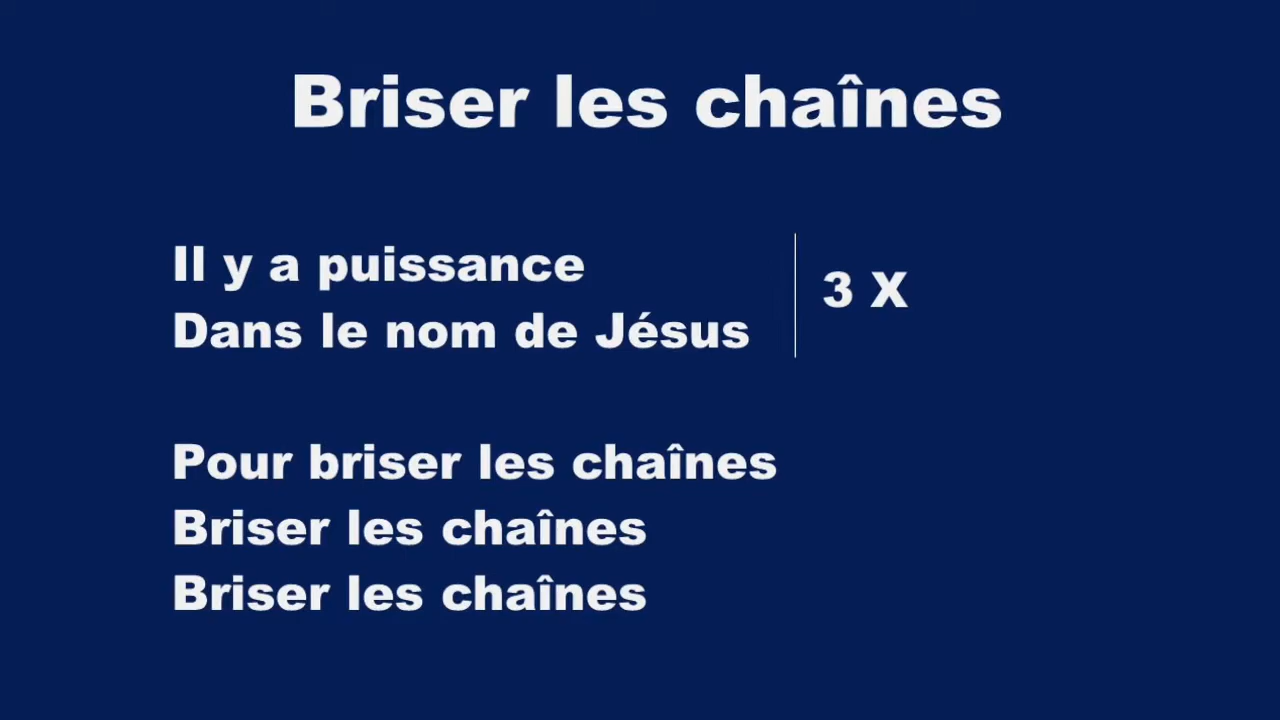 Briser les chaînes
Il y a puissance
Dans le nom de Jésus
3 X
Pour briser les chaînes
Briser les chaînes
Briser les chaînes